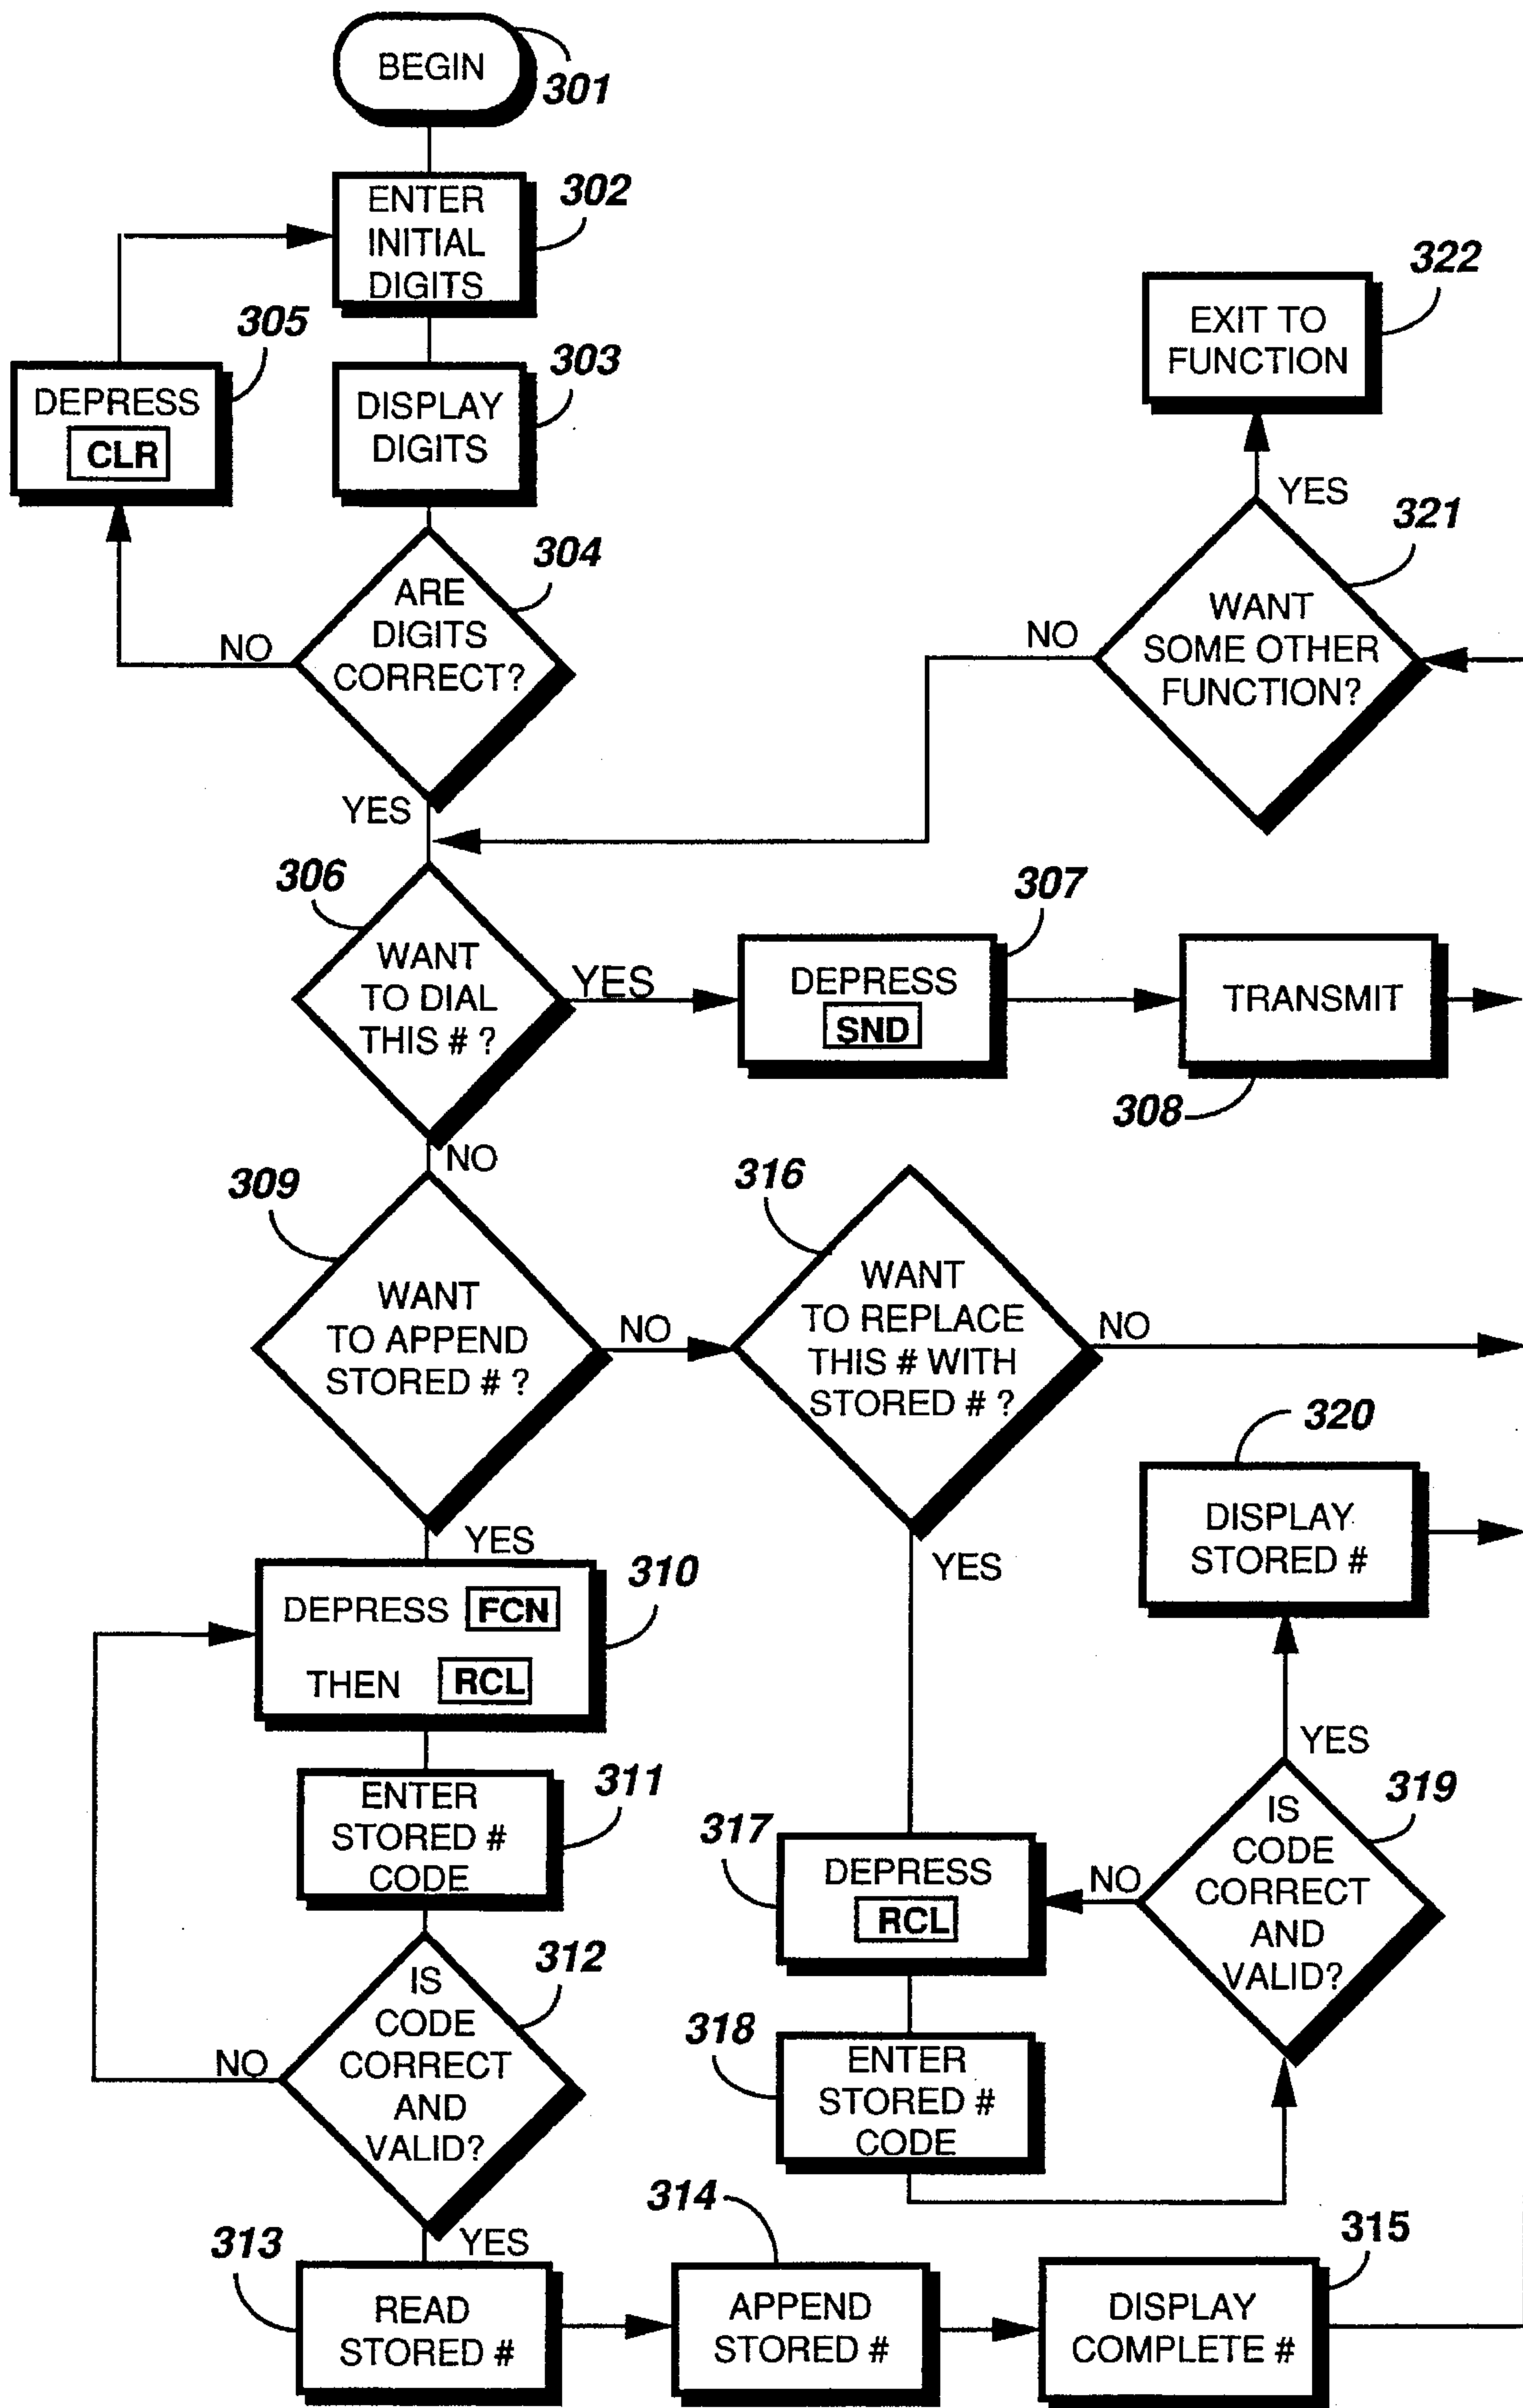 BEGIN
301
ENTER
INITIAL
DIGITS
302
305
DEPRESS
CLR
303
DISPLAY
DIGITS
304
ARE
DIGITS
CORRECT?
NO
YES
322
EXIT TO
FUNCTION
YES
321
WANT
SOME OTHER
FUNCTION?
NO
306
WANT
TO DIAL
THIS # ?
YES
NO
307
DEPRESS
SND
TRANSMIT
308
309
WANT
TO APPEND
STORED # ?
NO
YES
316
WANT
TO REPLACE
THIS # WITH
STORED # ?
NO
YES
320
DISPLAY
STORED #
310
DEPRESS FCN
THEN RCL
311
ENTER
STORED #
CODE
312
IS
CODE
CORRECT
AND
VALID?
NO
YES
317
DEPRESS
RCL
318
ENTER
STORED #
CODE
YES
319
IS
CODE
CORRECT
AND
VALID?
NO
313
READ
STORED #
314
APPEND
STORED #
315
DISPLAY
COMPLETE #